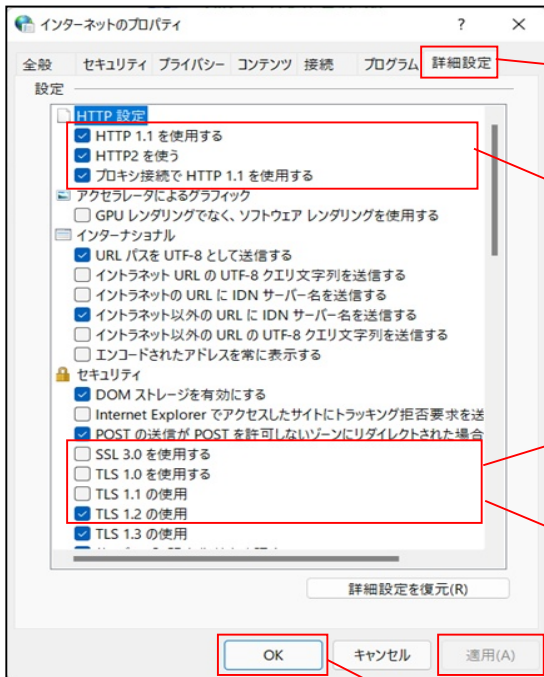 インターネットのプロパティ
全般 セキュリティ プライバシー コンテンツ 接続 プログラム 詳細設定
設定
HTTP 設定
HTTP 1.1 を使用する
HTTP2 を使う
プロキシ接続で HTTP 1.1 を使用する
アクセラレータによるグラフィック
GPU レンダリングでなく、ソフトウェア レンダリングを使用する
インターナショナル
URL パスを UTF-8 として送信する
イントラネット URL の UTF-8 クエリ文字列を送信する
イントラネットの URL に IDN サーバー名を送信する
イントラネット以外の URL に IDN サーバー名を送信する
イントラネット以外の URL の UTF-8 クエリ文字列を送信する
エンコードされたアドレスを常に表示する
セキュリティ
DOM ストレージを有効にする
Internet Explorer でアクセスしたサイトにトラッキング拒否要求を送
POST の送信が POST を許可しないゾーンにリダイレクトされた場合
SSL 3.0 を使用する
TLS 1.0 を使用する
TLS 1.1 の使用
TLS 1.2 の使用
TLS 1.3 の使用
詳細設定を復元(R)
OK キャンセル 適用(A)